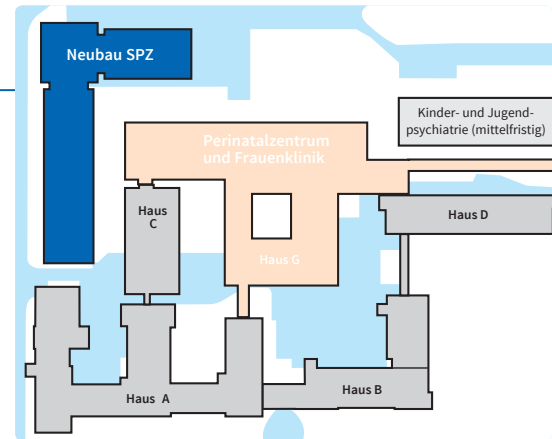 Neubau SPZ
Kinder- und Jugend-
psychiatrie (mittelfristig)
Perinatalzentrum
und Frauenklinik
Haus
C
Haus D
Haus G
Haus A
Haus B